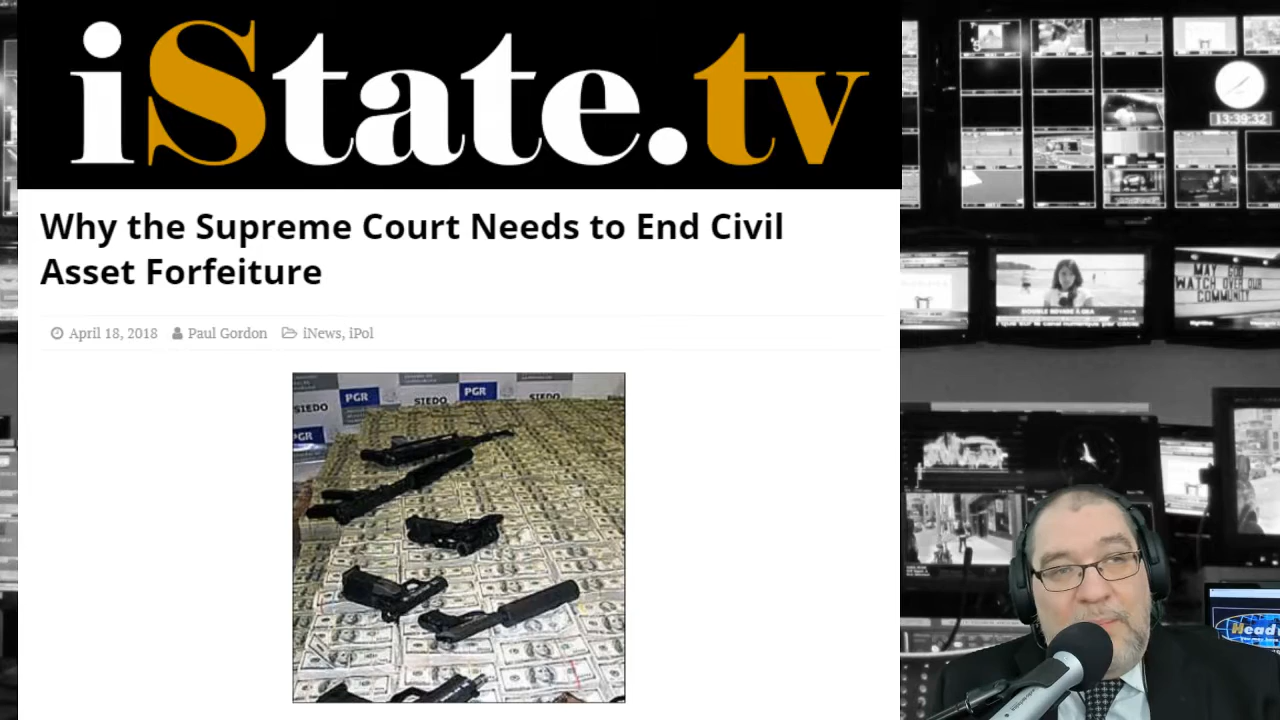 iState.tv
Why the Supreme Court Needs to End Civil
Asset Forfeiture
April 18, 2018 Paul Gordon iNews, iPol
PGR
PGR
SIEDO
SIEDO
PGR
13:39:32
MAY GOD
WATCH OVER OUR
COMMUNITY
Head